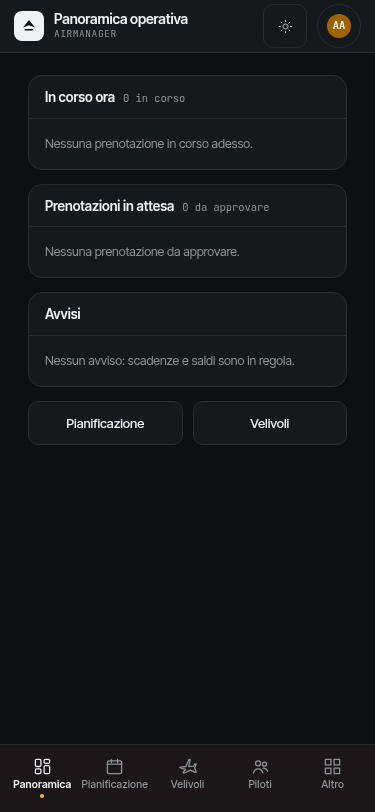 Panoramica operativa
AIRMANAGER
AA
In corso ora 0 in corso
Nessuna prenotazione in corso adesso.
Prenotazioni in attesa 0 da approvare
Nessuna prenotazione da approvare.
Avvisi
Nessun avviso: scadenze e saldi sono in regola.
Pianificazione Velivoli
Panoramica Pianificazione Velivoli Piloti Altro